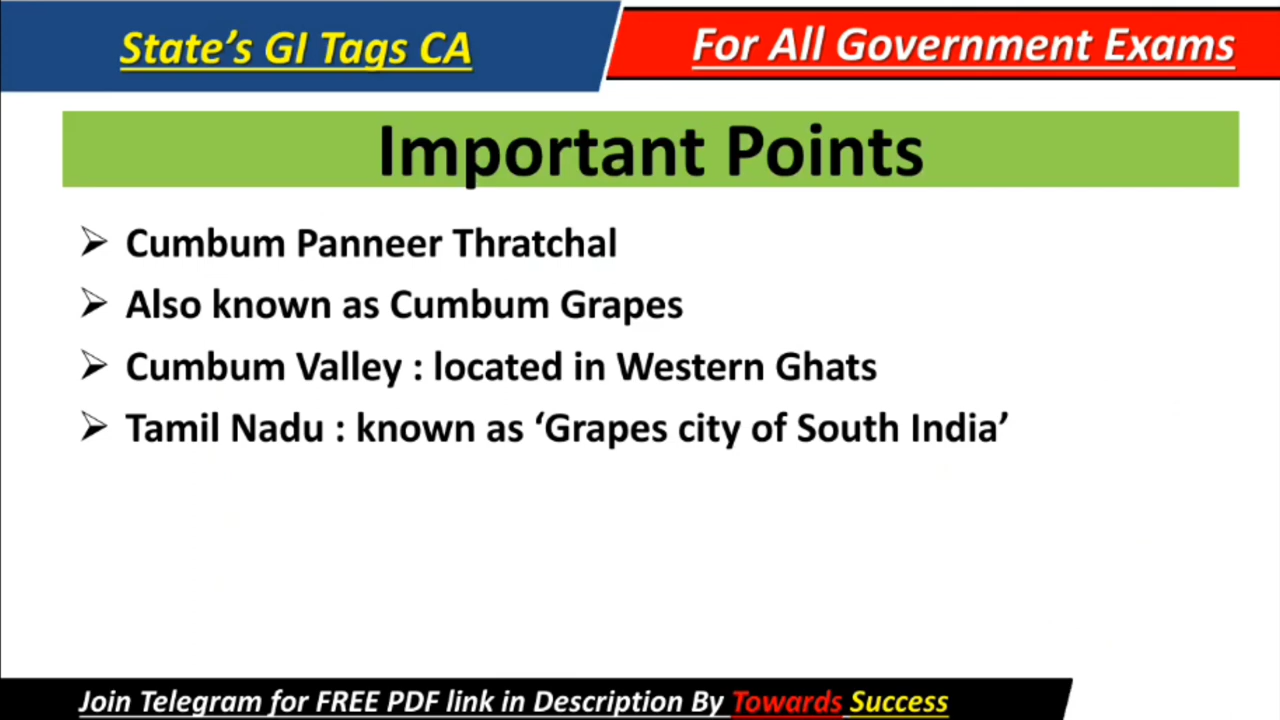 State’s GI Tags CA
For All Government Exams
Important Points
➢ Cumbum Panneer Thratchal
➢ Also known as Cumbum Grapes
➢ Cumbum Valley : located in Western Ghats
➢ Tamil Nadu : known as ‘Grapes city of South India’
Join Telegram for FREE PDF link in Description By Towards Success